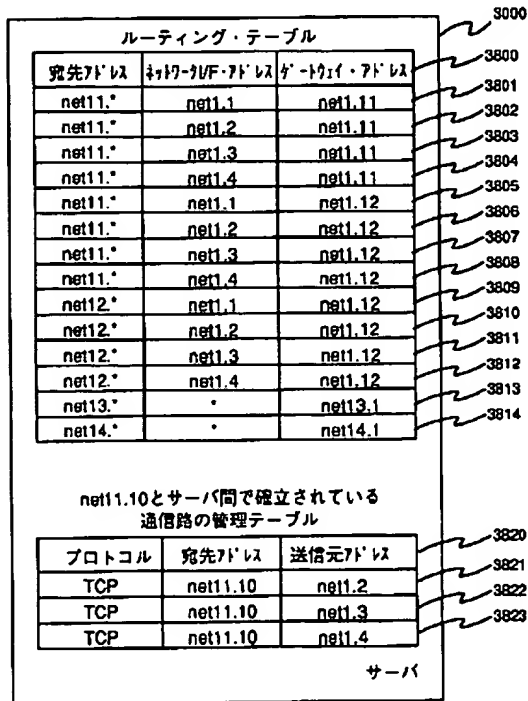 3000
ルーティング・テーブル
宛先ｱﾄﾞﾚｽ ﾈｯﾄﾜｰｸI/F･ｱﾄﾞﾚｽ ｹﾞｰﾄｳｪｲ・ｱﾄﾞﾚｽ 3800
net11.* net1.1 net1.11 3801
net11.* net1.2 net1.11 3802
net11.* net1.3 net1.11 3803
net11.* net1.4 net1.11 3804
net11.* net1.1 net1.12 3805
net11.* net1.2 net1.12 3806
net11.* net1.3 net1.12 3807
net11.* net1.4 net1.12 3808
net12.* net1.1 net1.12 3809
net12.* net1.2 net1.12 3810
net12.* net1.3 net1.12 3811
net12.* net1.4 net1.12 3812
net13.* * net13.1 3813
net14.* * net14.1 3814
net11.10とサーバ間で確立されている
通信路の管理テーブル
プロトコル 宛先ｱﾄﾞﾚｽ 送信元ｱﾄﾞﾚｽ 3820
TCP net11.10 net1.2 3821
TCP net11.10 net1.3 3822
TCP net11.10 net1.4 3823
サーバ